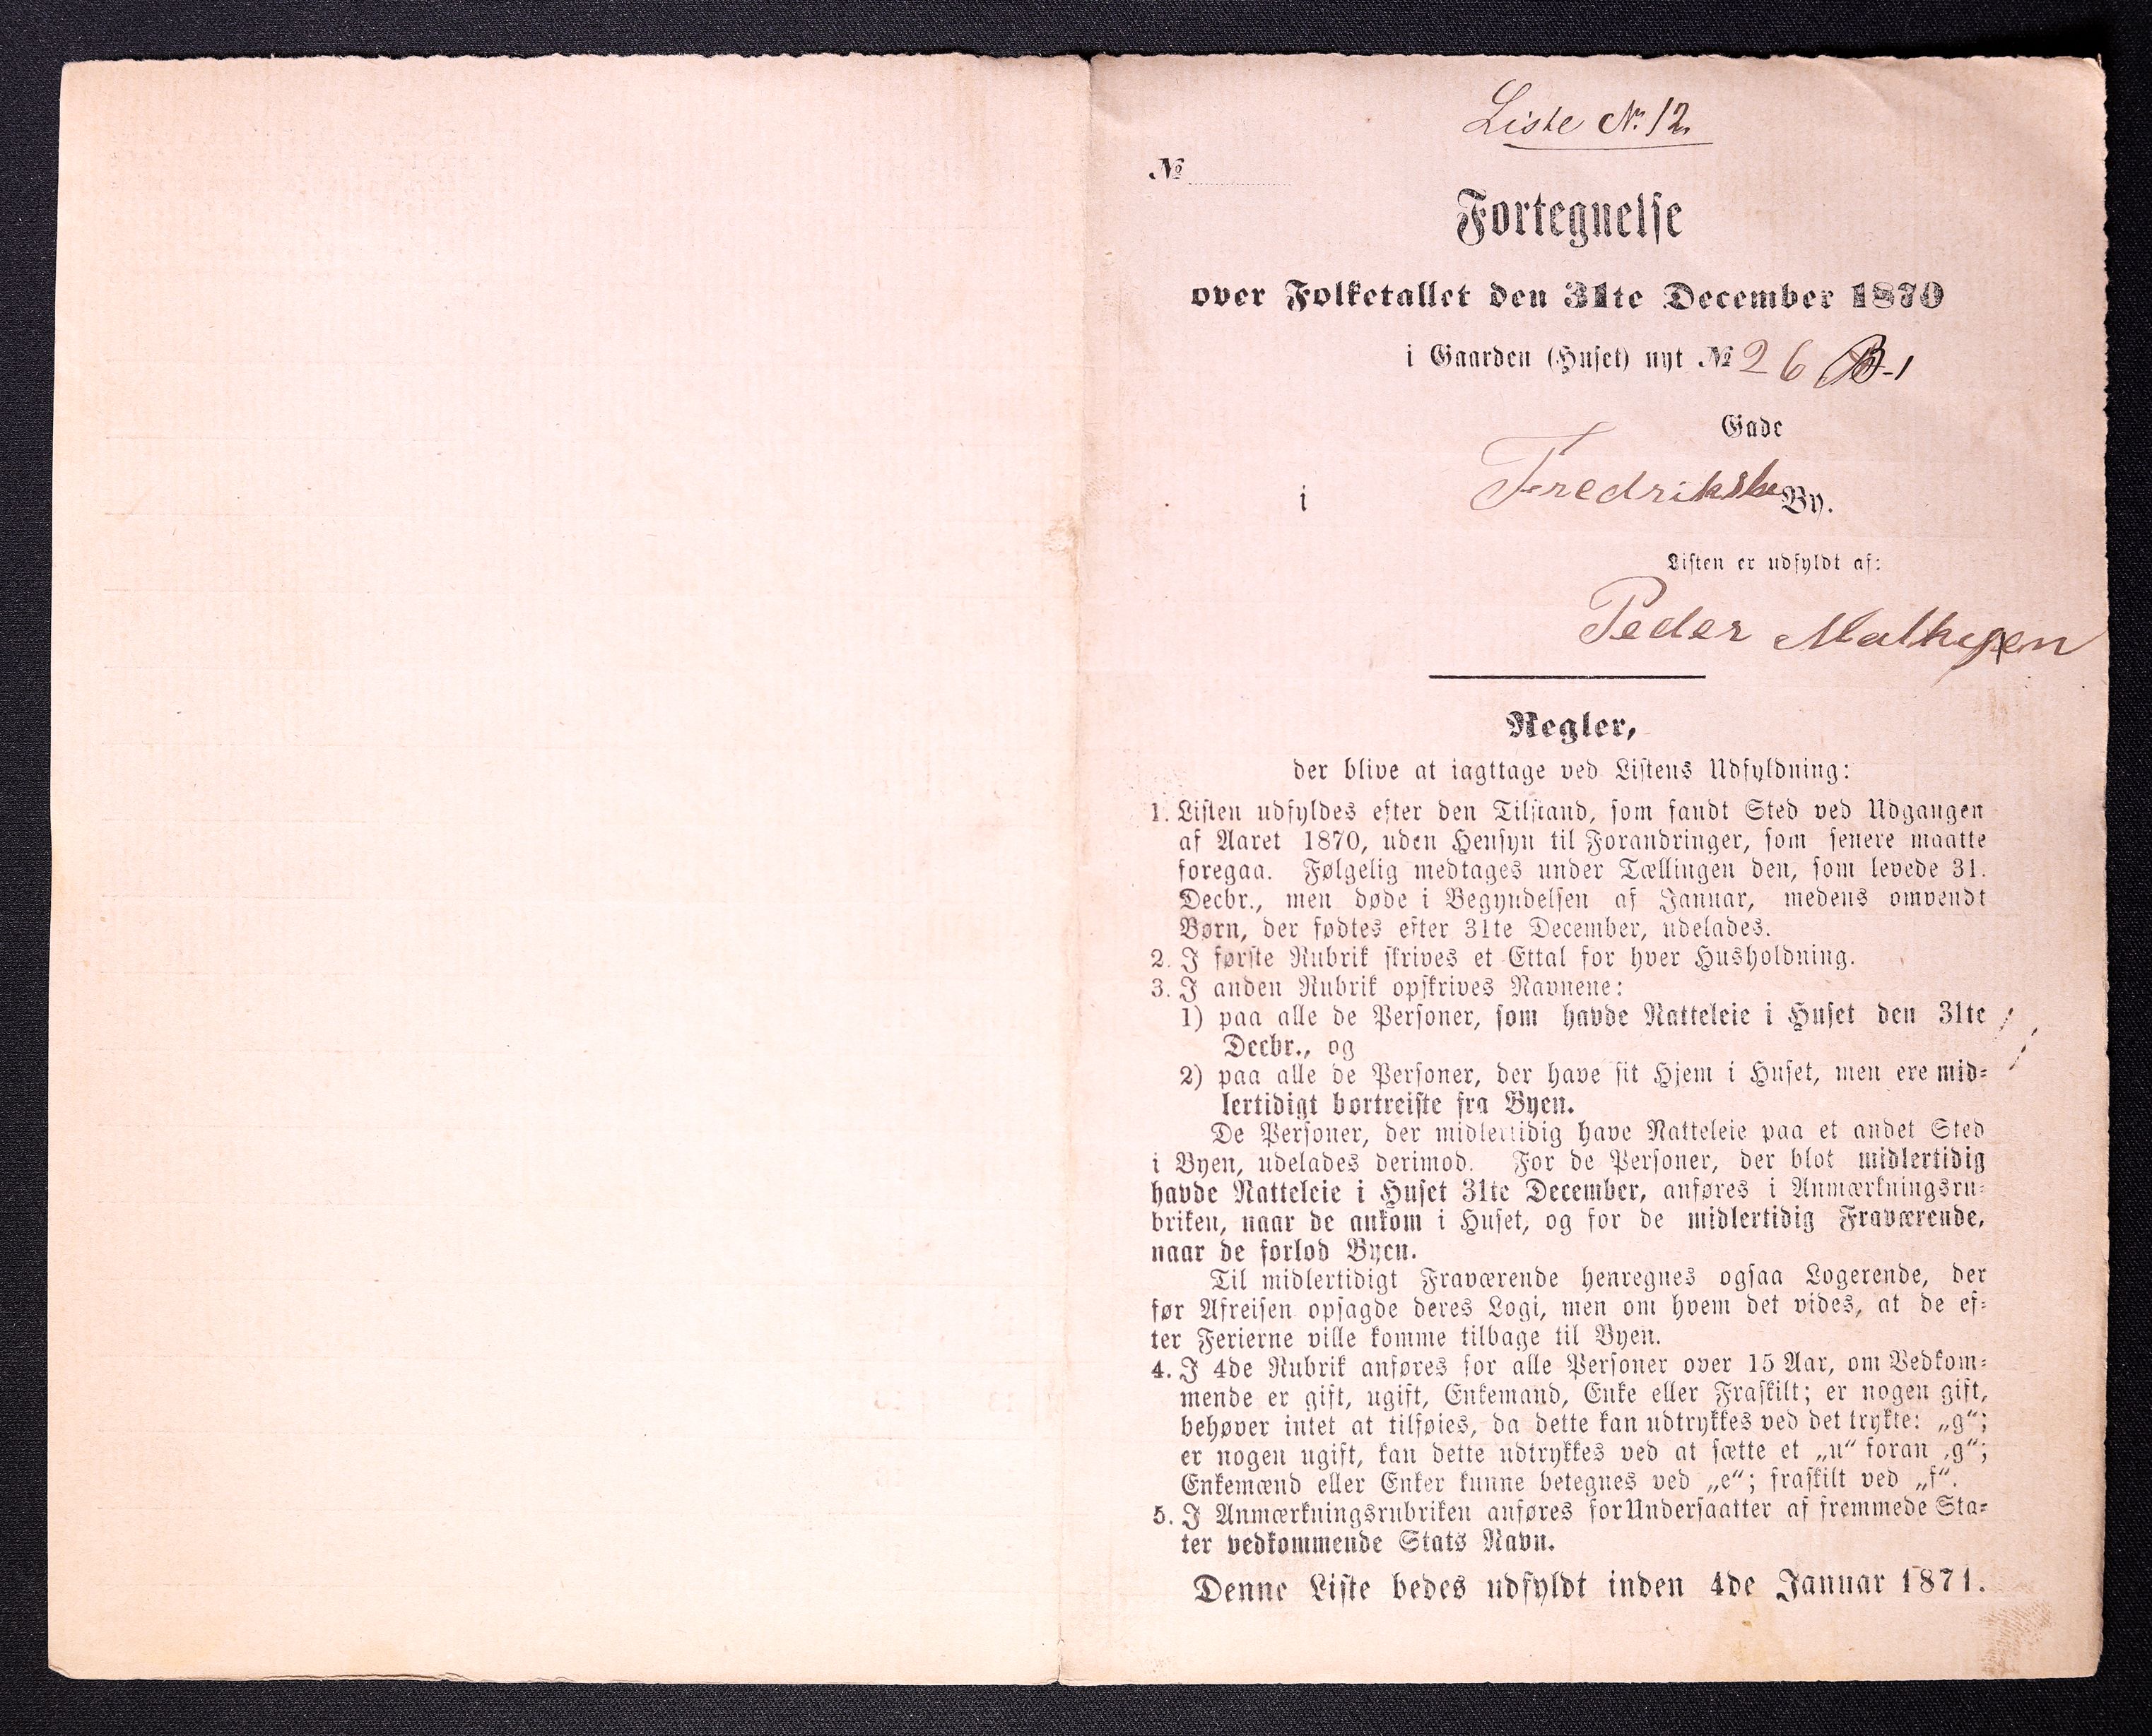 Liste № 12.
№
Fortegnelse
over Folketallet den 31te December 1870
i Gaarden (Huset) nyt № 26 B-1
Gade
i Fredrikshe By.
Listen er udfyldt af:
Peder Mathesen
Regler,
der blive at iagttage ved Listens Udfyldning:
1. Listen udfyldes efter den Tilstand, som fandt Sted ved Udgangen
af Aaret 1870, uden Hensyn til Forandringer, som senere maatte
foregaa. Følgelig medtages under Tællingen den, som levede 31.
Decbr., men døde i Begyndelsen af Januar, medens omvendt
Børn, der fødtes efter 31te December, udelades.
2. I første Rubrik skrives et Ettal for hver Husholdning.
3. I anden Rubrik opskrives Navnene:
1) paa alle de Personer, som havde Natteleie i Huset den 31te
Decbr., og
2) paa alle de Personer, der have sit Hjem i Huset, men ere mid-
lertidigt bortreiste fra Byen.
De Personer, der midlertidig have Natteleie paa et andet Sted
i Byen, udelades derimod. For de Personer, der blot midlertidig
havde Natteleie i Huset 31te December, anføres i Anmærkningsru-
briken, naar de ankom i Huset, og for de midlertidig Fraværende,
naar de forlod Byen.
Til midlertidigt Fraværende henregnes ogsaa Logerende, der
før Afreisen opsagde deres Logi, men om hvem det vides, at de ef-
ter Ferierne ville komme tilbage til Byen.
4. I 4de Rubrik anføres for alle Personer over 15 Aar, om Vedkom-
mende er gift, ugift, Enkemand, Enke eller Fraskilt; er nogen gift,
behøver intet at tilføies, da dette kan udtrykkes ved det trykte: „g“;
er nogen ugift, kan dette udtrykkes ved at sætte et „u“ foran „g“;
Enkemænd eller Enker kunne betegnes ved „e“; fraskilt ved „f“.
5. I Anmærkningsrubriken anføres for Undersaatter af fremmede Sta-
ter vedkommende Stats Navn.
Denne Liste bedes udfyldt inden 4de Januar 1871.